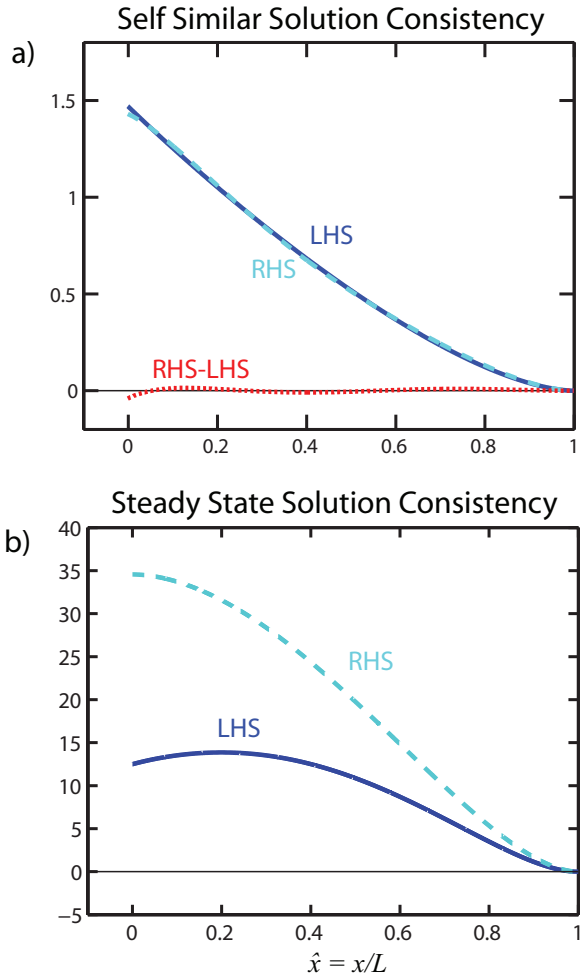 Self Similar Solution Consistency
a)
1.5
1
0.5
0
LHS
RHS
RHS-LHS
0 0.2 0.4 0.6 0.8 1
Steady State Solution Consistency
b)
40
35
30
25
20
15
10
5
0
−5
RHS
LHS
0 0.2 0.4 0.6 0.8 1
x̂ = x/L